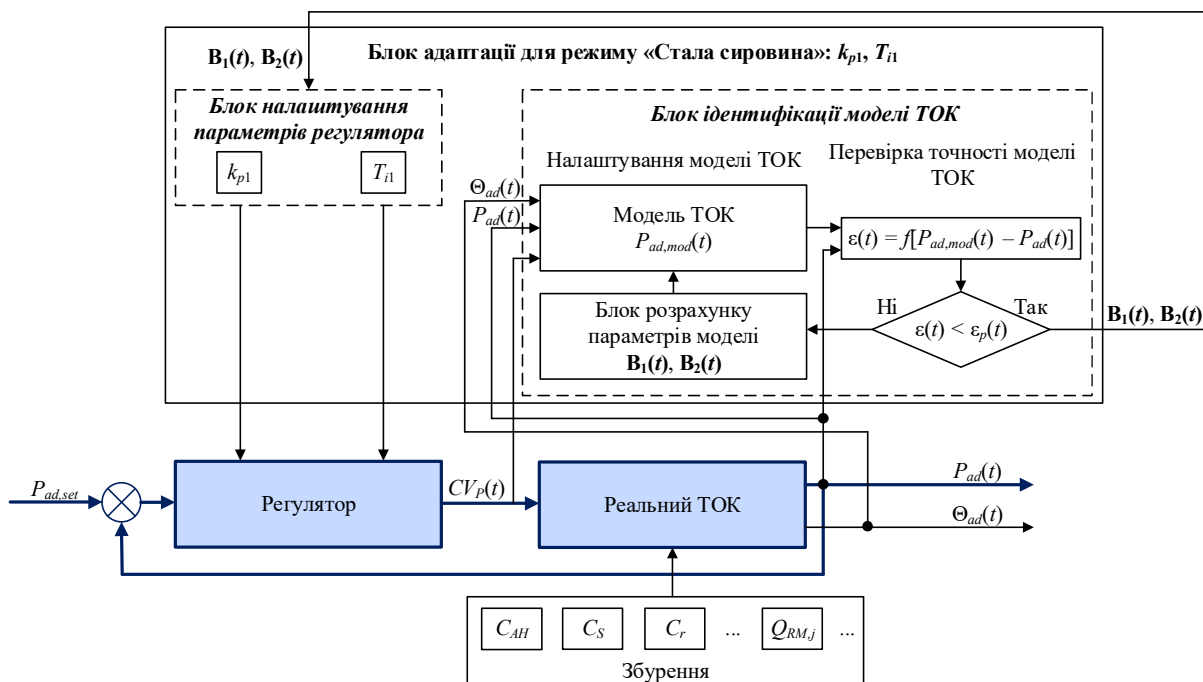 Блок адаптації для режиму «Стала сировина»: kp1, Ti1
B1(t), B2(t)
Блок налаштування
параметрів регулятора
kp1
Ti1
Блок ідентифікації моделі ТОК
Налаштування моделі ТОК
Перевірка точності моделі
ТОК
Θad(t)
Pad(t)
Модель ТОК
Pad,mod(t)
ε(t) = f[Pad,mod(t) – Pad(t)]
Блок розрахунку
параметрів моделі
B1(t), B2(t)
Ні
Так
ε(t) < εp(t)
B1(t), B2(t)
Pad,set
Регулятор
CVP(t)
Реальний ТОК
Pad(t)
Θad(t)
CAH
CS
Cr
...
QRM,j
...
Збурення